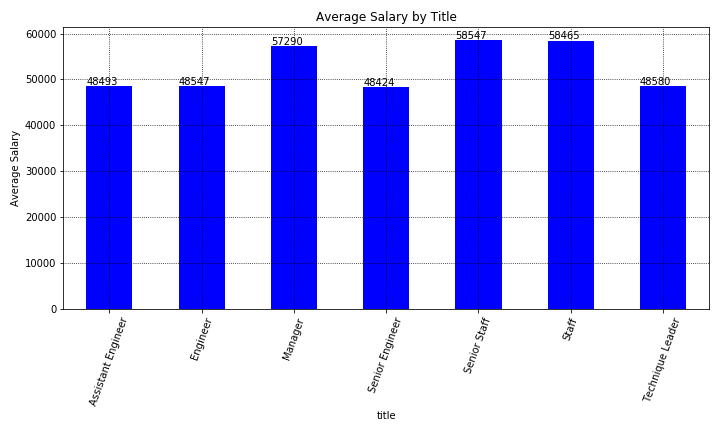 Average Salary by Title
60000
50000
40000
30000
20000
10000
0
Average Salary
48493
48547
57290
48424
58547
58465
48580
Assistant Engineer
Engineer
Manager
Senior Engineer
Senior Staff
Staff
Technique Leader
title